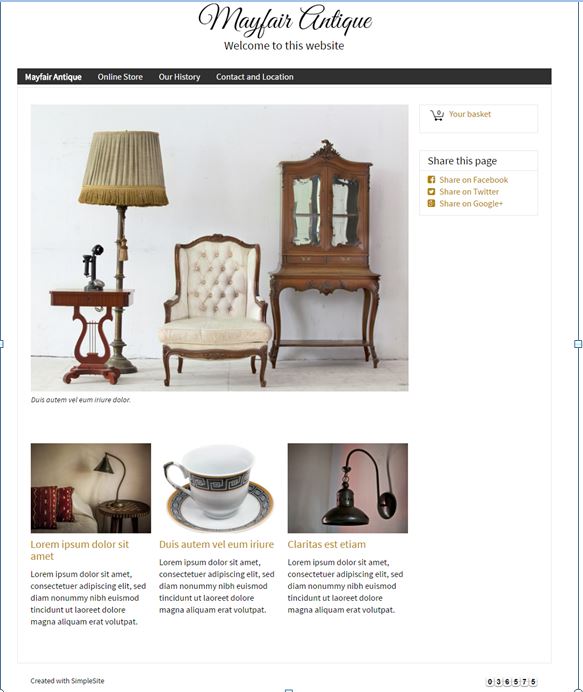 Mayfair Antique
Welcome to this website
Mayfair Antique Online Store Our History Contact and Location
0
Your basket
Share this page
Share on Facebook
Share on Twitter
Share on Google+
Duis autem vel eum iriure dolor.
Lorem ipsum dolor sit
amet
Lorem ipsum dolor sit amet,
consectetuer adipiscing elit, sed
diam nonummy nibh euismod
tincidunt ut laoreet dolore
magna aliquam erat volutpat.
Duis autem vel eum iriure
Lorem ipsum dolor sit amet,
consectetuer adipiscing elit, sed
diam nonummy nibh euismod
tincidunt ut laoreet dolore
magna aliquam erat volutpat.
Claritas est etiam
Lorem ipsum dolor sit amet,
consectetuer adipiscing elit, sed
diam nonummy nibh euismod
tincidunt ut laoreet dolore
magna aliquam erat volutpat.
Created with SimpleSite
036575